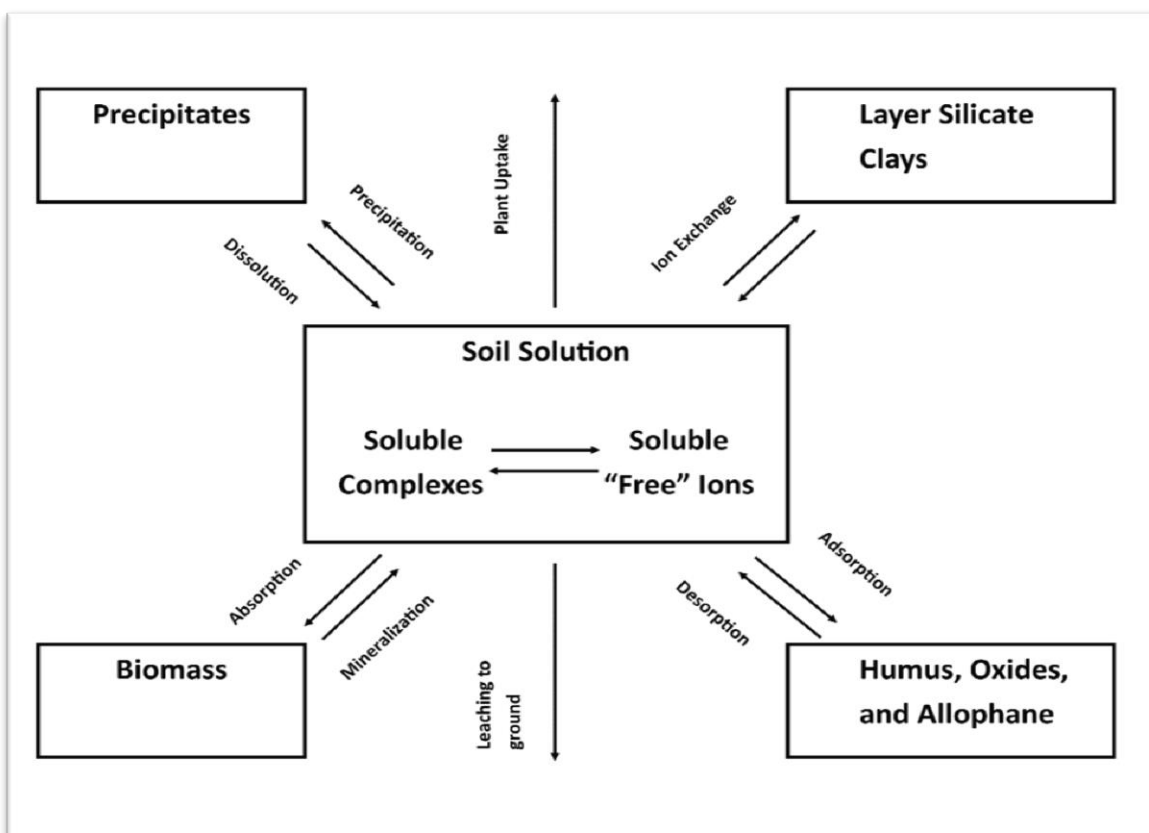 Precipitates
Plant Uptake
Layer Silicate
Clays
Precipitation
Dissolution
Ion Exchange
Soil Solution
Soluble
Complexes
Soluble
“Free” Ions
Absorption
Mineralization
Adsorption
Desorption
Biomass
Leaching to
ground
Humus, Oxides,
and Allophane